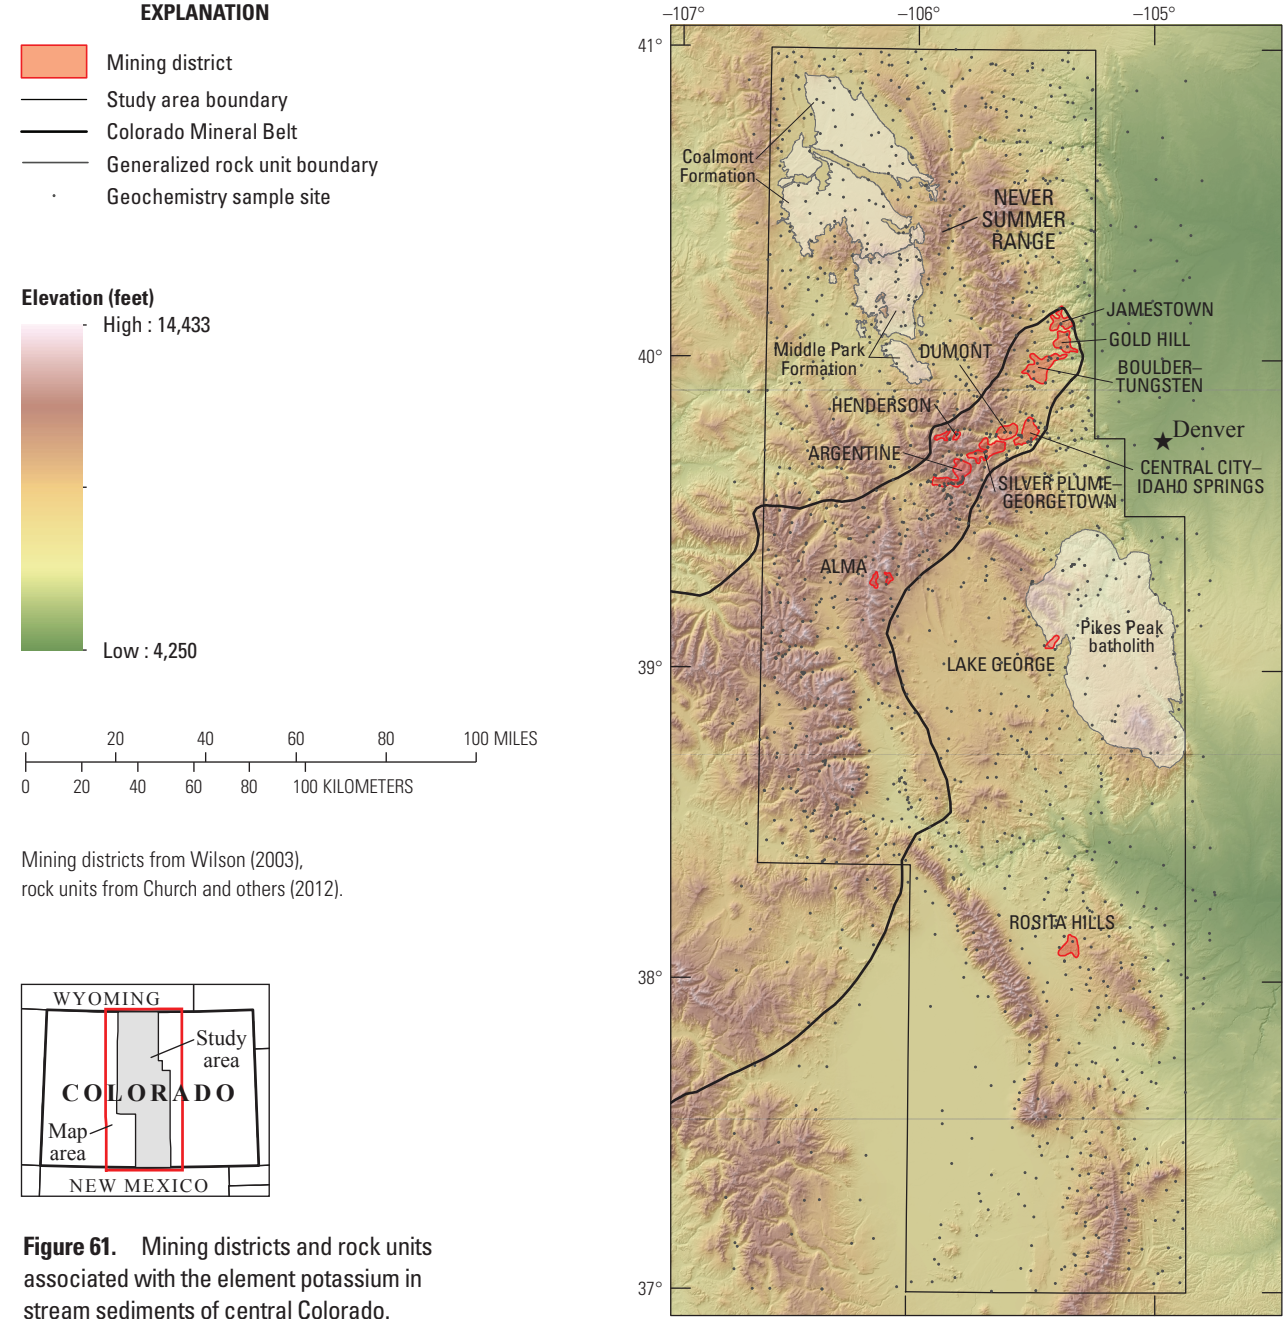 EXPLANATION
Mining district
Study area boundary
Colorado Mineral Belt
Generalized rock unit boundary
Geochemistry sample site
Elevation (feet)
High : 14,433
Low : 4,250
0 20 40 60 80 100 MILES
0 20 40 60 80 100 KILOMETERS
Mining districts from Wilson (2003),
rock units from Church and others (2012).
WYOMING
Study
area
COLORADO
Map
area
NEW MEXICO
Figure 61. Mining districts and rock units
associated with the element potassium in
stream sediments of central Colorado.
–107° –106° –105°
41°
40°
39°
38°
37°
Coalmont
Formation
NEVER
SUMMER
RANGE
JAMESTOWN
GOLD HILL
Middle Park
Formation
DUMONT
BOULDER–
TUNGSTEN
HENDERSON
Denver
ARGENTINE
CENTRAL CITY–
IDAHO SPRINGS
SILVER PLUME–
GEORGETOWN
ALMA
Pikes Peak
batholith
LAKE GEORGE
ROSITA HILLS